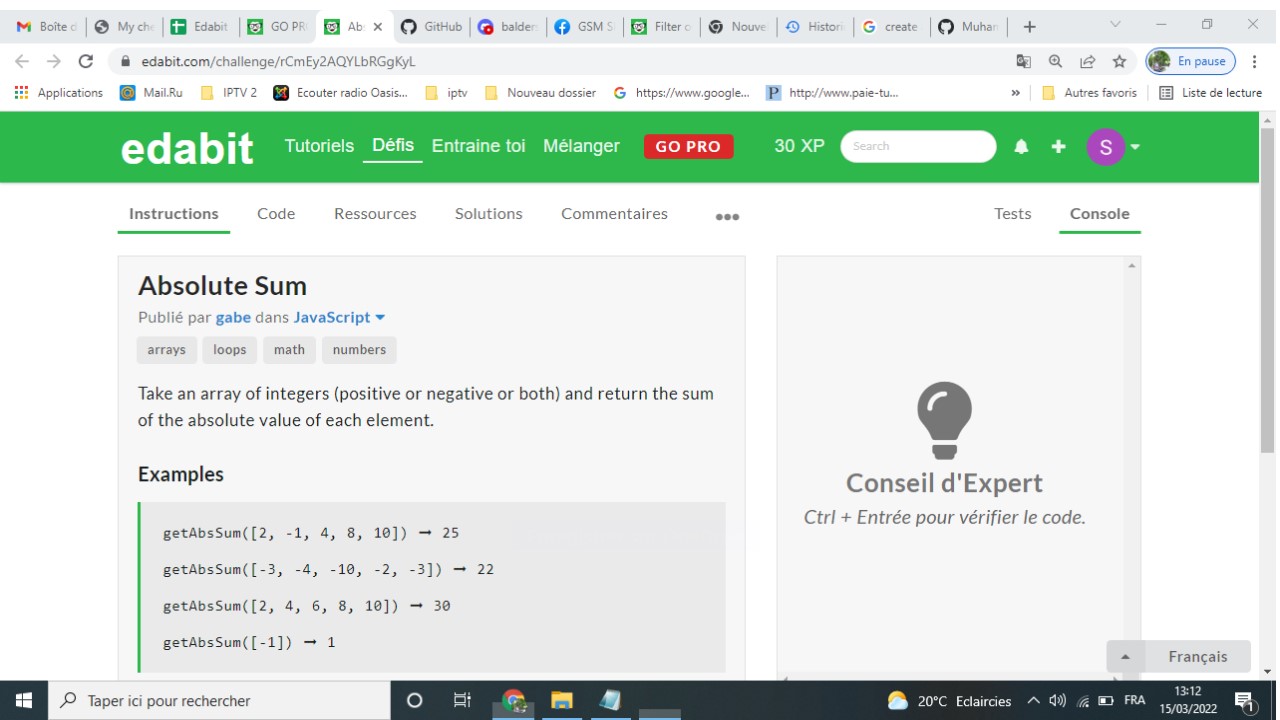 Boîte d
My che
Edabit
GO PR
Ab
GitHub
balder
GSM S
Filter o
Nouve
Histori
create
Muhan
edabit.com/challenge/rCmEy2AQYLbRGgKyL
En pause
Applications
Mail.Ru
IPTV 2
Ecouter radio Oasis...
iptv
Nouveau dossier
https://www.google...
http://www.paie-tu...
»
Autres favoris
Liste de lecture
edabit
Tutoriels
Défis
Entraine toi
Mélanger
GO PRO
30 XP
Search
S
Instructions
Code
Ressources
Solutions
Commentaires
Tests
Console
Absolute Sum
Publié par gabe dans JavaScript
arrays
loops
math
numbers
Take an array of integers (positive or negative or both) and return the sum
of the absolute value of each element.
Examples
getAbsSum([2, -1, 4, 8, 10]) ➞ 25
getAbsSum([-3, -4, -10, -2, -3]) ➞ 22
getAbsSum([2, 4, 6, 8, 10]) ➞ 30
getAbsSum([-1]) ➞ 1
Conseil d'Expert
Ctrl + Entrée pour vérifier le code.
Français
Taper ici pour rechercher
20°C Eclaircies
FRA
13:12
15/03/2022
1